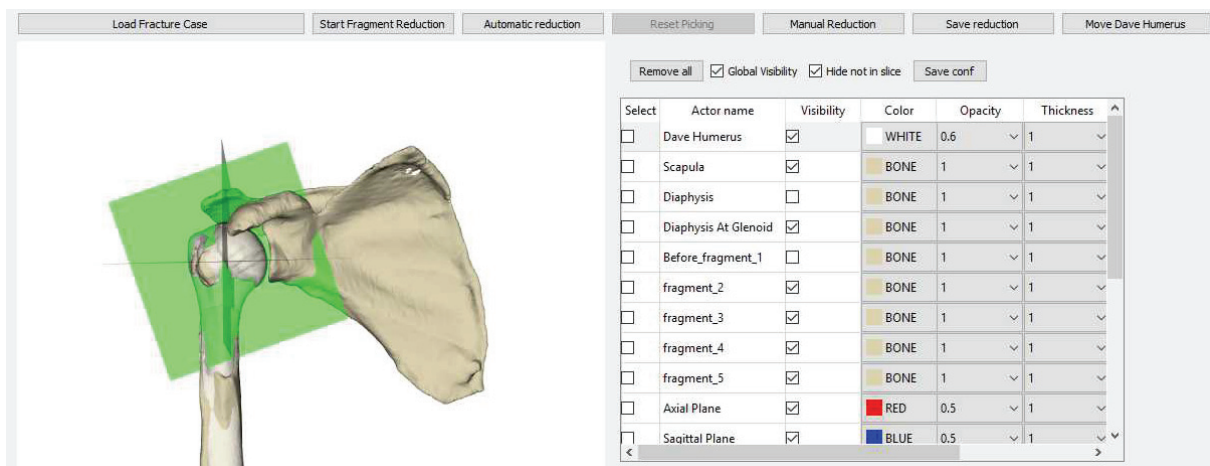 Load Fracture Case Start Fragment Reduction Automatic reduction Reset Picking Manual Reduction Save reduction Move Dave Humerus
Remove all Global Visibility Hide not in slice Save conf
Select Actor name Visibility Color Opacity Thickness
Dave Humerus WHITE 0.6 1
Scapula BONE 1 1
Diaphysis BONE 1 1
Diaphysis At Glenoid BONE 1 1
Before_fragment_1 BONE 1 1
fragment_2 BONE 1 1
fragment_3 BONE 1 1
fragment_4 BONE 1 1
fragment_5 BONE 1 1
Axial Plane RED 0.5 1
Sagittal Plane BLUE 0.5 1